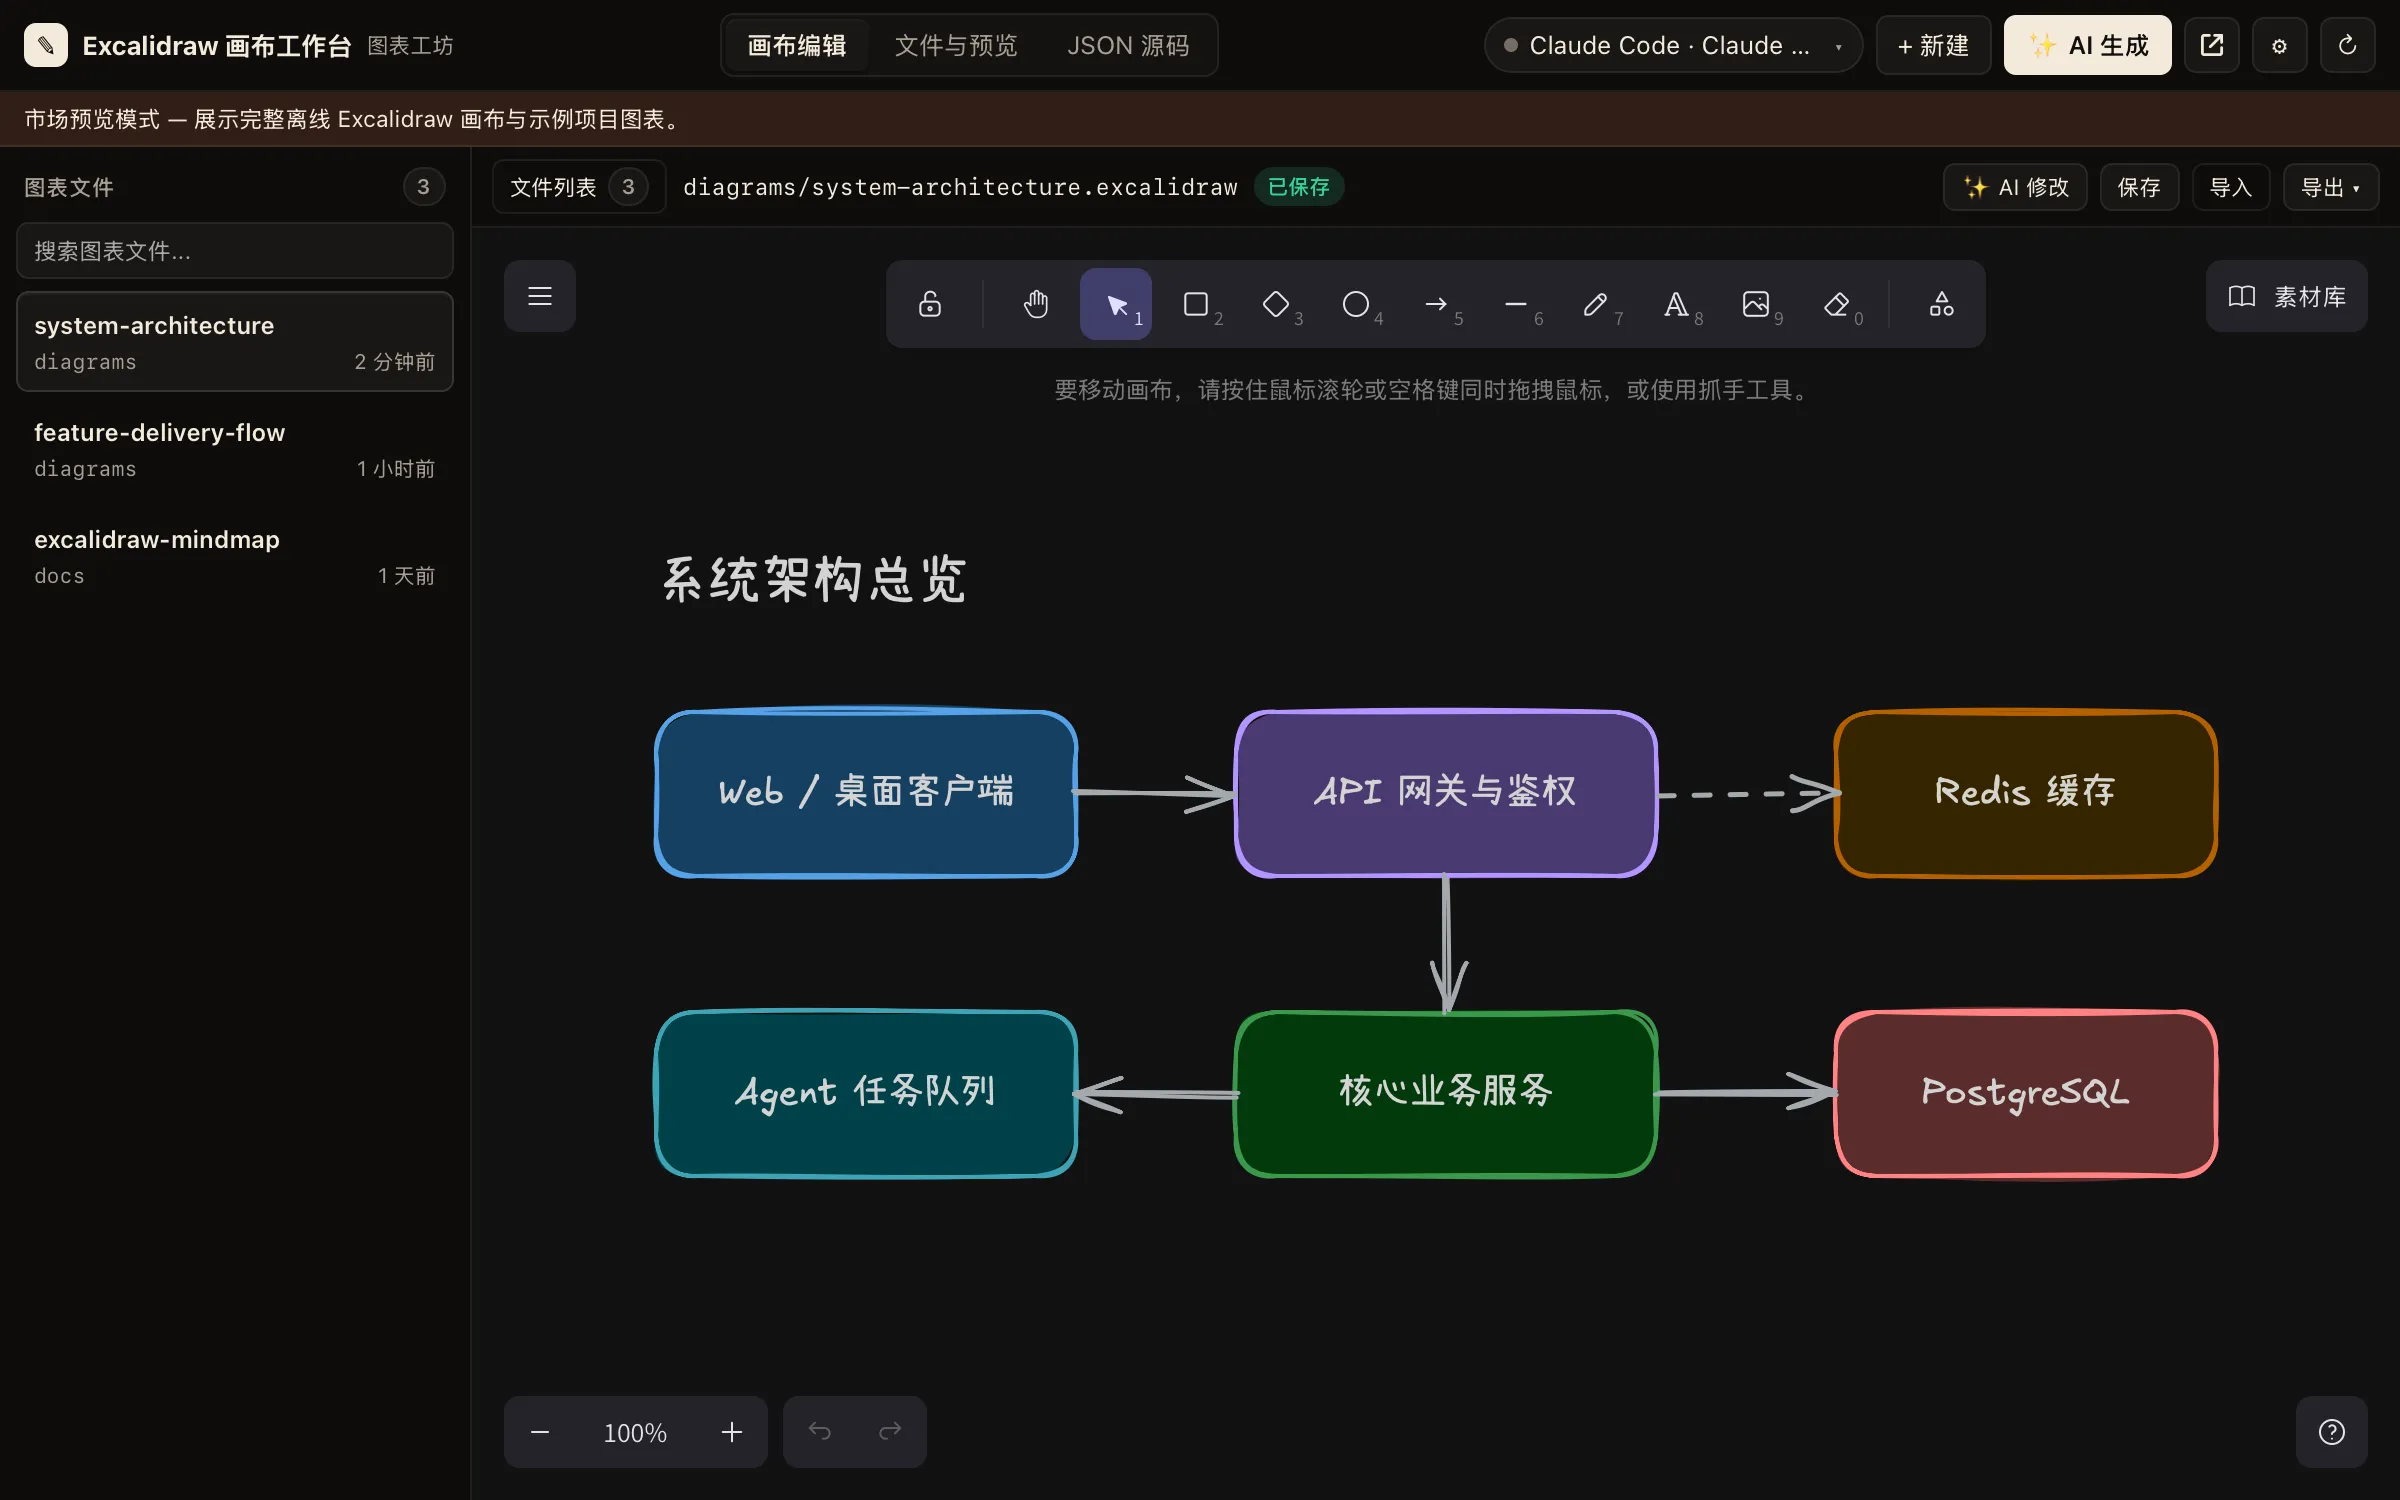 Excalidraw 画布工作台 图表工坊
画布编辑 文件与预览 JSON 源码
Claude Code · Claude ...
+ 新建
✨ AI 生成
市场预览模式 — 展示完整离线 Excalidraw 画布与示例项目图表。
图表文件 3
搜索图表文件...
system-architecture
diagrams 2 分钟前
feature-delivery-flow
diagrams 1 小时前
excalidraw-mindmap
docs 1 天前
文件列表 3 diagrams/system-architecture.excalidraw 已保存
✨ AI 修改 保存 导入 导出
1 2 3 4 5 6 7 8 9 0
素材库
要移动画布，请按住鼠标滚轮或空格键同时拖拽鼠标，或使用抓手工具。
系统架构总览
Web / 桌面客户端 API 网关与鉴权 Redis 缓存
Agent 任务队列 核心业务服务 PostgreSQL
100%